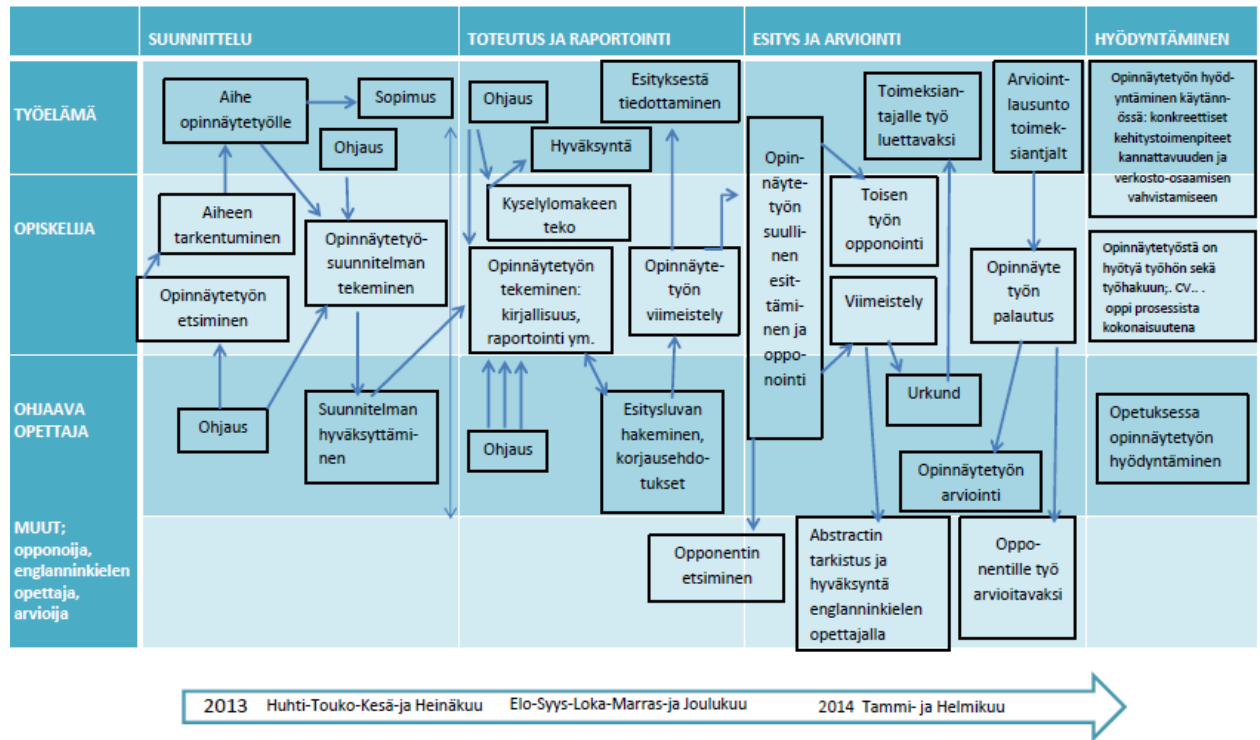 SUUNNITTELU
TOTEUTUS JA RAPORTOINTI
ESITYS JA ARVIOINTI
HYÖDYNTÄMINEN
TYÖELÄMÄ
Aihe
opinnäytetyölle
Sopimus
Ohjaus
Ohjaus
Hyväksyntä
Esityksestä
tiedottaminen
Toimeksian-
tajalle työ
luettavaksi
Arvioint-
lausunto
toimek-
siantjalt
Opinnäytetyön hyöd-
yntäminen käytänn-
össä: konkreettiset
kehitystoimenpiteet
kannattavuuden ja
verkosto-osaamisen
vahvistamiseen
OPISKELIJA
Aiheen
tarkentuminen
Opinnäytetyön
etsiminen
Opinnäytetyö-
suunnitelman
tekeminen
Kyselylomakeen
teko
Opinnäytetyön
tekeminen:
kirjallisuus,
raportointi ym.
Opinnäyte-
työn
viimeistely
Opin-
näyte-
työn
suulli
nen
esit-
tämi-
nen ja
oppo-
nointi
Toisen
työn
opponointi
Viimeistely
Opinnäyte
työn
palautus
Opinnäytetyöstä on
hyötyä työhön sekä
työhakuun;. CV.. .
oppi prosessista
kokonaisuutena
OHJAAVA
OPETTAJA
Ohjaus
Suunnitelman
hyväksyttämi-
nen
Ohjaus
Esitysluvan
hakeminen,
korjausehdo-
tukset
Urkund
Opinnäytetyön
arviointi
Opetuksessa
opinnäytetyön
hyödyntäminen
MUUT;
opponoija,
englanninkielen
opettaja,
arvioija
Opponentin
etsiminen
Abstractin
tarkistus ja
hyväksyntä
englanninkielen
opettajalla
Oppo-
nentille työ
arvioitavaksi
2013 Huhti-Touko-Kesä-ja Heinäkuu Elo-Syys-Loka-Marras-ja Joulukuu 2014 Tammi- ja Helmikuu